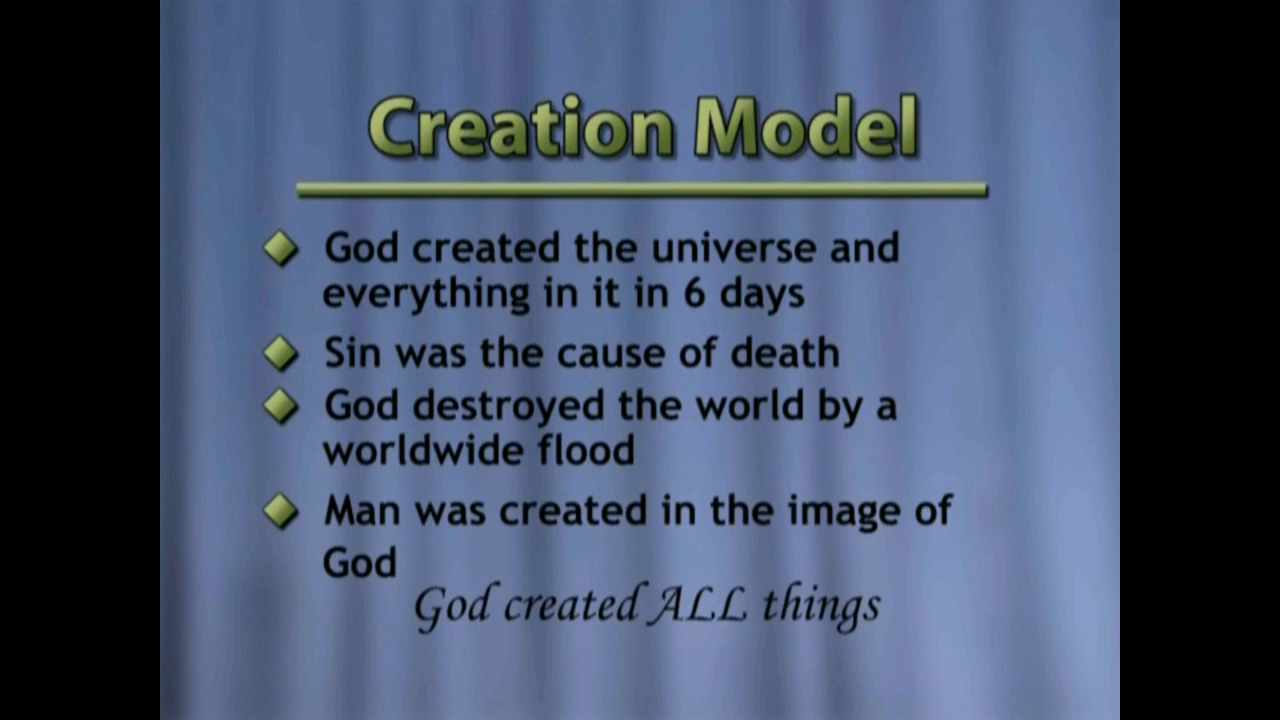 Creation Model
God created the universe and
everything in it in 6 days
Sin was the cause of death
God destroyed the world by a
worldwide flood
Man was created in the image of
God
God created ALL things